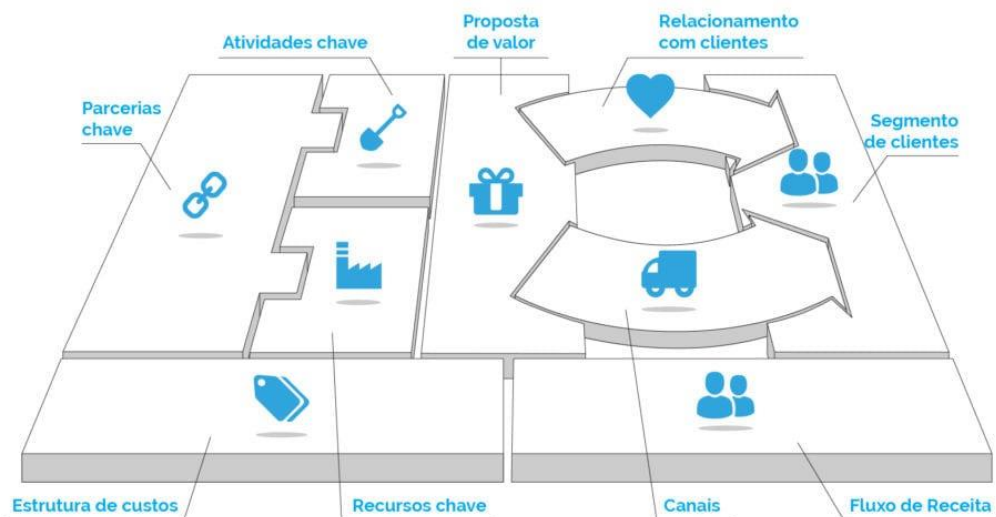 Proposta
de valor
Relacionamento
com clientes
Atividades chave
Parcerias
chave
Segmento
de clientes
Estrutura de custos
Recursos chave
Canais
Fluxo de Receita